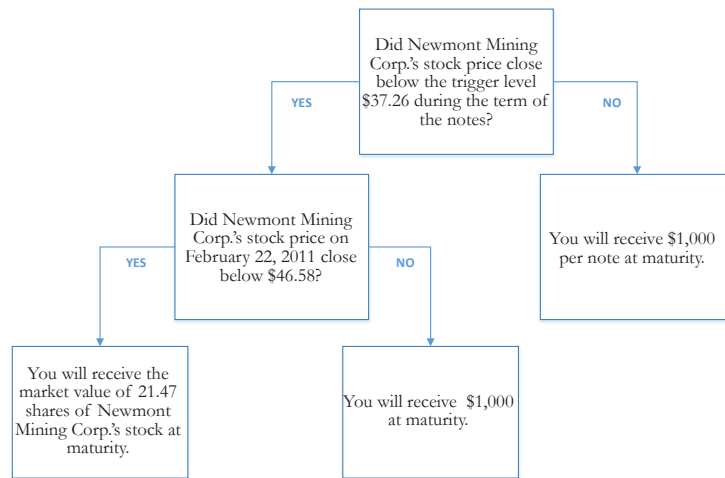 Did Newmont Mining
Corp.'s stock price close
below the trigger level
$37.26 during the term of
the notes?
YES
NO
Did Newmont Mining
Corp.'s stock price on
February 22, 2011 close
below $46.58?
You will receive $1,000
per note at maturity.
YES
NO
You will receive the
market value of 21.47
shares of Newmont
Mining Corp.'s stock at
maturity.
You will receive $1,000
at maturity.